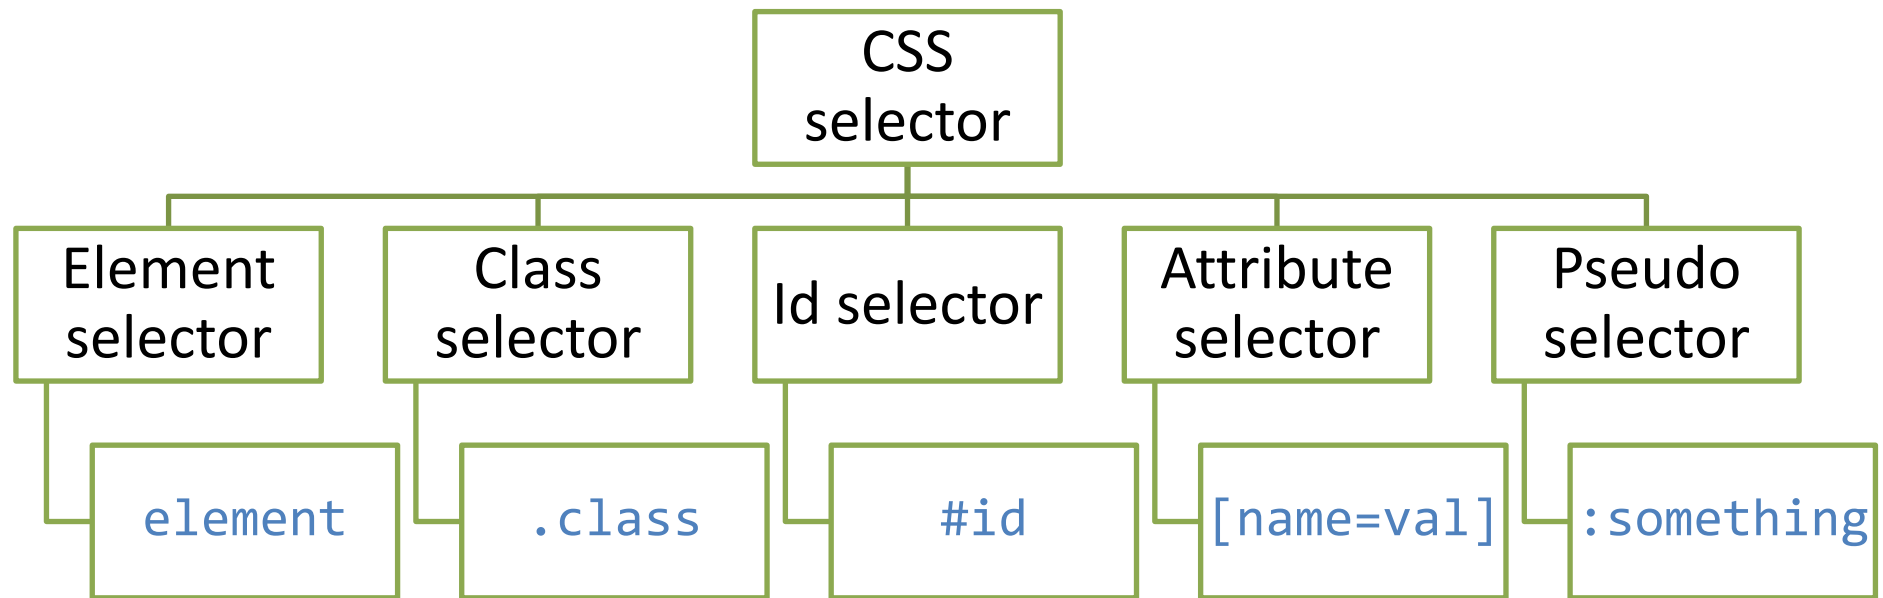 CSS
selector
Element
selector
Class
selector
Id selector
Attribute
selector
Pseudo
selector
element
.class
#id
[name=val]
:something